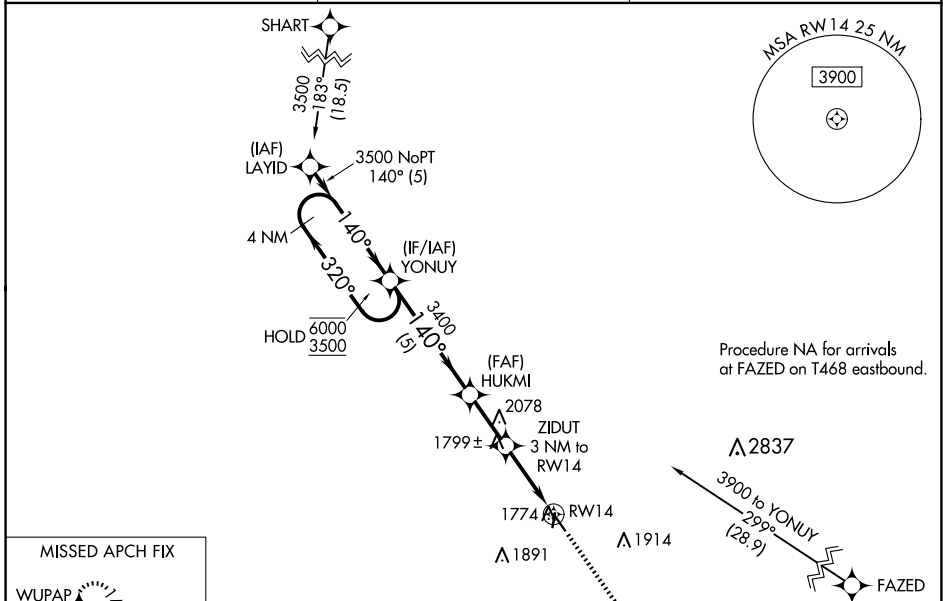 SHART
3500
183°
(18.5)
MSA RW14 25 NM
3900
(IAF)
LAYID
3500 NoPT
140° (5)
4 NM
140°
320°
(IF/IAF)
YONUY
HOLD
6000
3500
3400
140°
(5)
(FAF)
HUKMI
2078
1799±
ZIDUT
3 NM to
RW14
Procedure NA for arrivals
at FAZED on T468 eastbound.
2837
3900 to YONUY
299°
(28.9)
1774
RW14
1891
1914
FAZED
MISSED APCH FIX
WUPAP